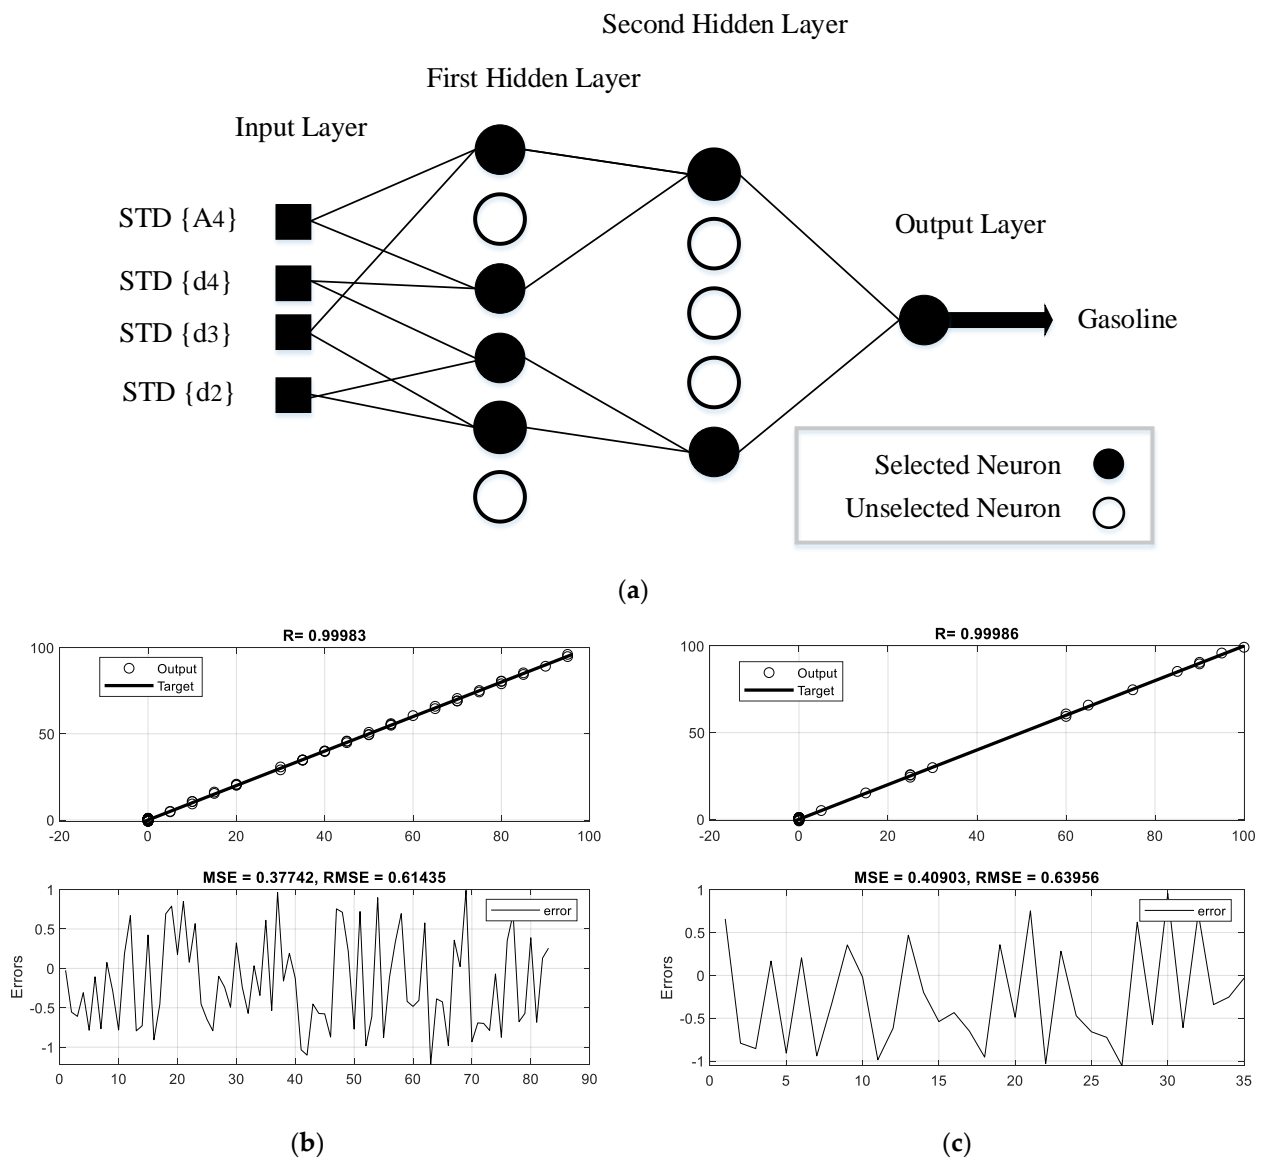 Second Hidden Layer
First Hidden Layer
Input Layer
STD {A4}
STD {d4}
STD {d3}
STD {d2}
Output Layer
Gasoline
Selected Neuron
Unselected Neuron
(a)
R= 0.99983
100
50
0
Output
Target
-20 0 20 40 60 80 100
MSE = 0.37742, RMSE = 0.61435
1
0.5
0
-0.5
-1
Errors
error
0 10 20 30 40 50 60 70 80 90
(b)
R= 0.99986
100
50
0
Output
Target
-20 0 20 40 60 80 100
MSE = 0.40903, RMSE = 0.63956
1
0.5
0
-0.5
-1
Errors
error
0 5 10 15 20 25 30 35
(c)